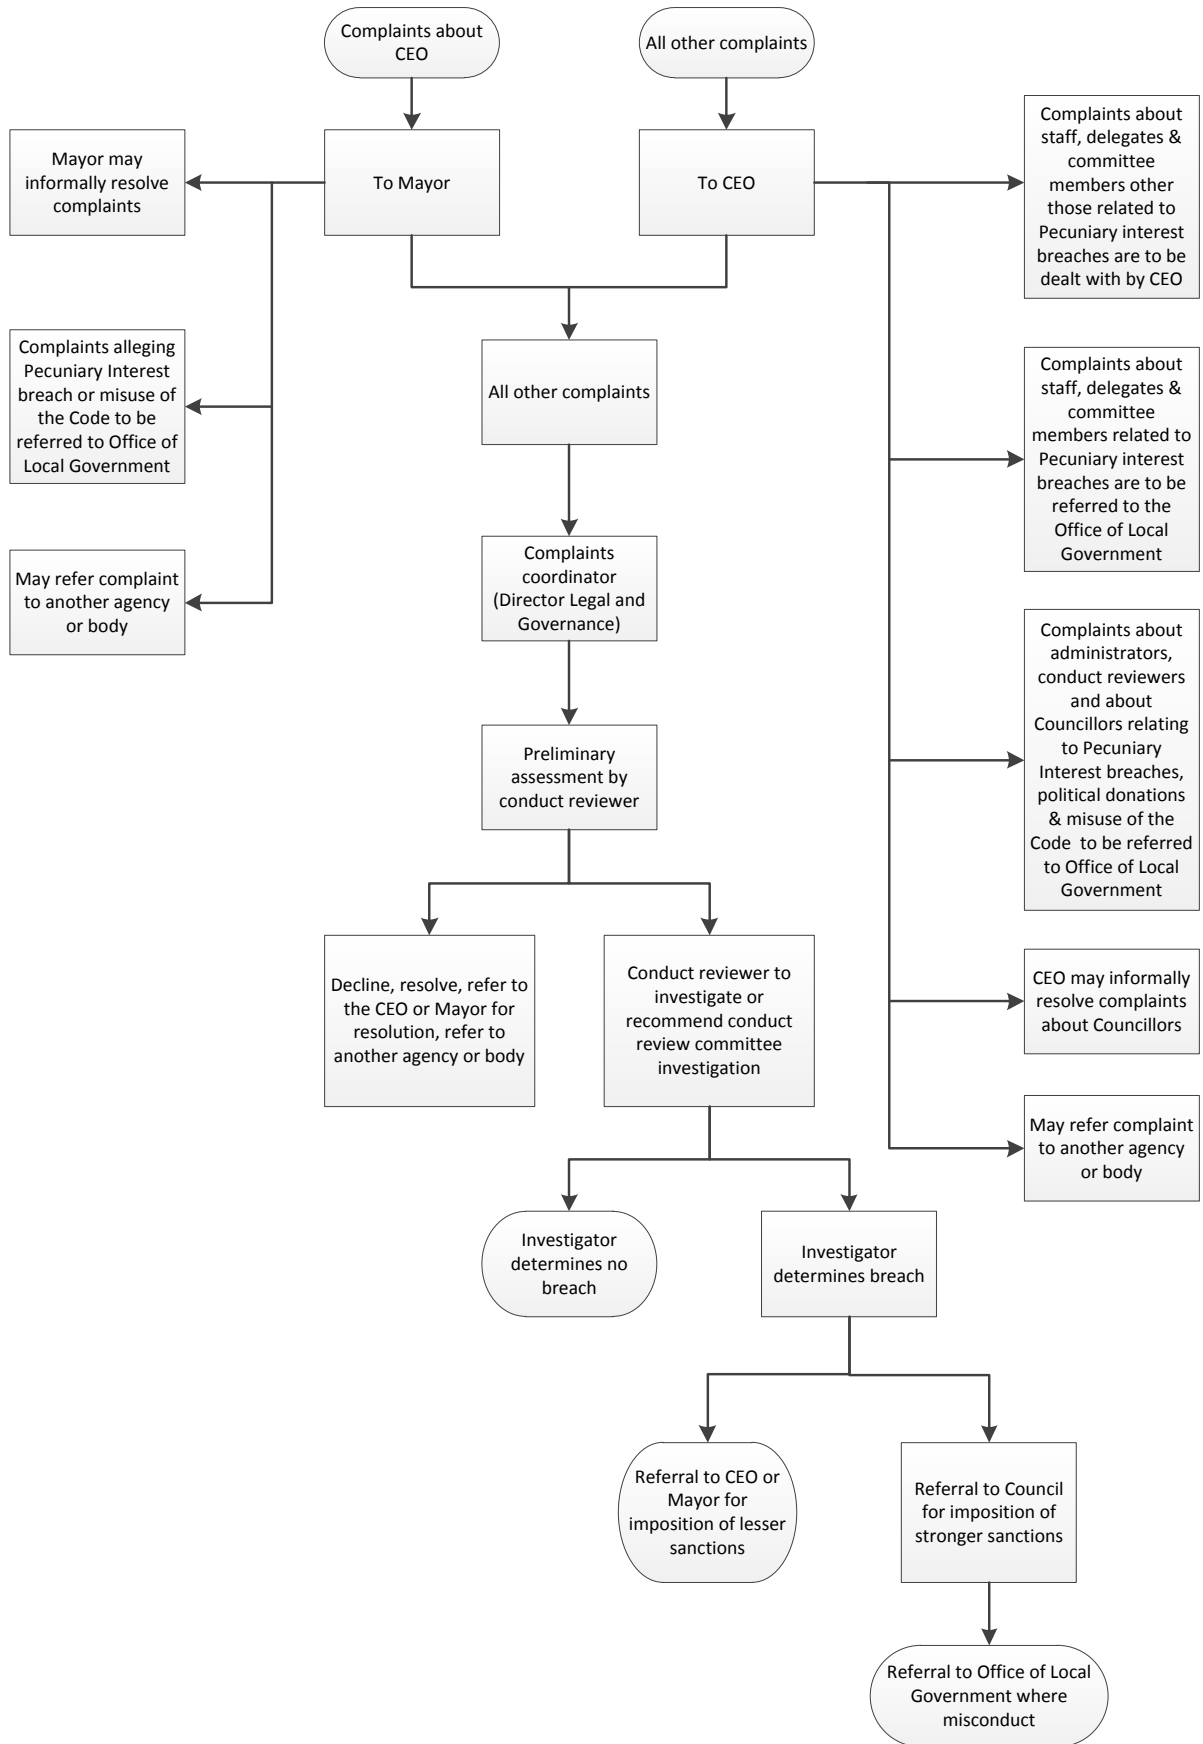 Complaints about
CEO
All other complaints
Mayor may
informally resolve
complaints
To Mayor
To CEO
Complaints about
staff, delegates &
committee
members other
those related to
Pecuniary interest
breaches are to be
dealt with by CEO
Complaints alleging
Pecuniary Interest
breach or misuse of
the Code to be
referred to Office of
Local Government
All other complaints
Complaints about
staff, delegates &
committee
members related to
Pecuniary interest
breaches are to be
referred to the
Office of Local
Government
May refer complaint
to another agency
or body
Complaints
coordinator
(Director Legal and
Governance)
Complaints about
administrators,
conduct reviewers
and about
Councillors relating
to Pecuniary
Interest breaches,
political donations
& misuse of the
Code  to be referred
to Office of Local
Government
Preliminary
assessment by
conduct reviewer
Decline, resolve, refer to
the CEO or Mayor for
resolution, refer to
another agency or body
Conduct reviewer to
investigate or
recommend conduct
review committee
investigation
CEO may informally
resolve complaints
about Councillors
May refer complaint
to another agency
or body
Investigator
determines no
breach
Investigator
determines breach
Referral to CEO or
Mayor for
imposition of lesser
sanctions
Referral to Council
for imposition of
stronger sanctions
Referral to Office of Local
Government where
misconduct